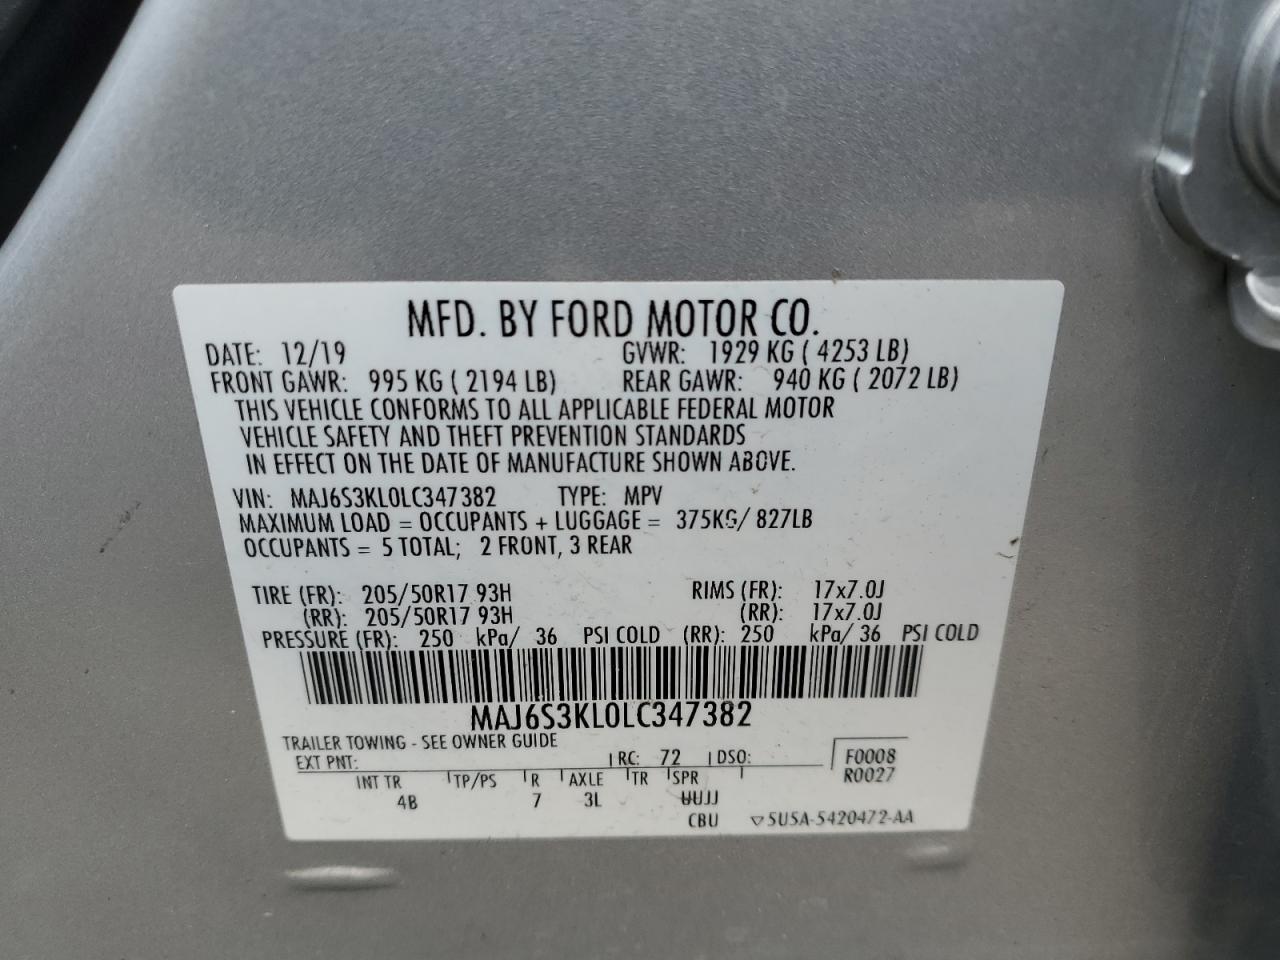 MFD. BY FORD MOTOR CO.
DATE: 12/19 GVWR: 1929 KG ( 4253 LB)
FRONT GAWR: 995 KG ( 2194 LB) REAR GAWR: 940 KG ( 2072 LB)
THIS VEHICLE CONFORMS TO ALL APPLICABLE FEDERAL MOTOR
VEHICLE SAFETY AND THEFT PREVENTION STANDARDS
IN EFFECT ON THE DATE OF MANUFACTURE SHOWN ABOVE.
VIN: MAJ6S3KL0LC347382 TYPE: MPV
MAXIMUM LOAD = OCCUPANTS + LUGGAGE = 375KG/ 827LB
OCCUPANTS = 5 TOTAL; 2 FRONT, 3 REAR
TIRE (FR): 205/50R17 93H RIMS (FR): 17x7.0J
(RR): 205/50R17 93H (RR): 17x7.0J
PRESSURE (FR): 250 kPa/ 36 PSI COLD (RR): 250 kPa/ 36 PSI COLD
MAJ6S3KL0LC347382
TRAILER TOWING - SEE OWNER GUIDE
EXT PNT: RC: 72 DSO: F0008
R0027
INT TR TP/PS R AXLE TR SPR
4B 7 3L UUJJ
CBU ▽5U5A-5420472-AA